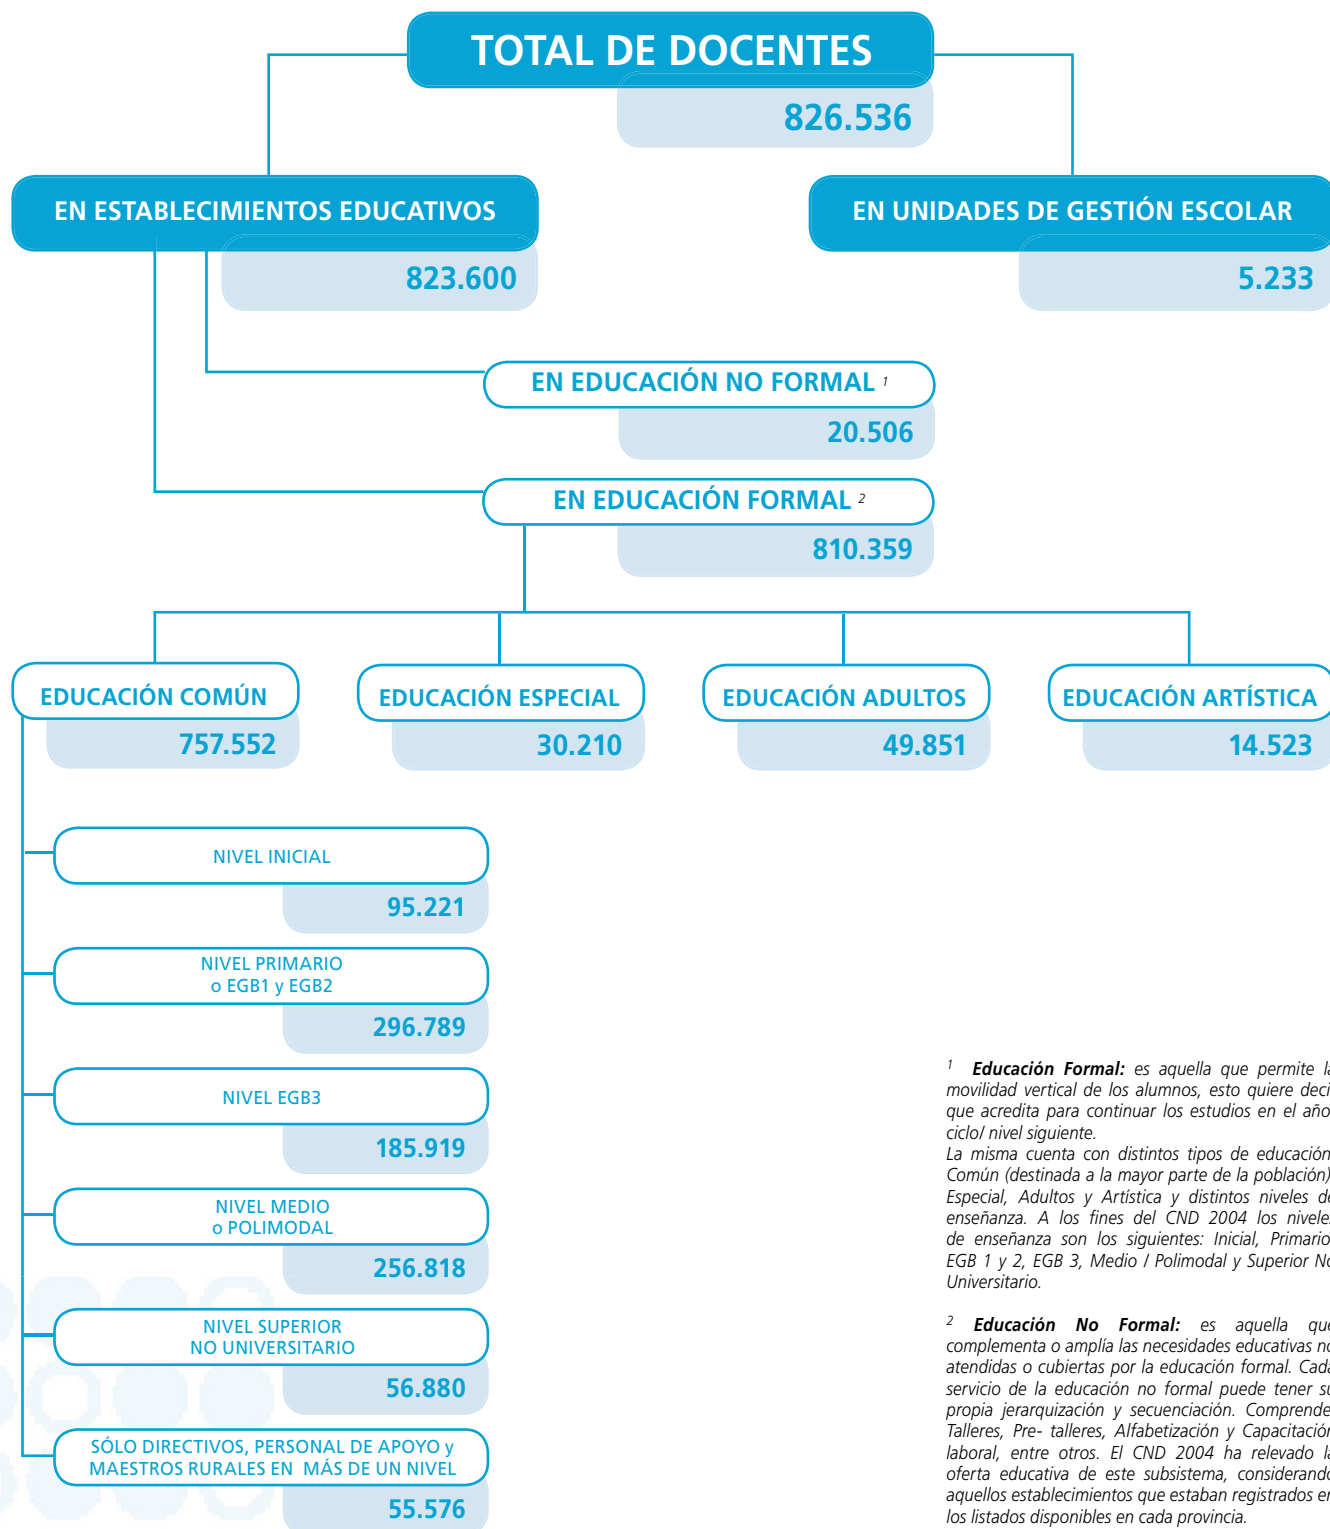 TOTAL DE DOCENTES
826.536
EN ESTABLECIMIENTOS EDUCATIVOS
823.600
EN UNIDADES DE GESTIÓN ESCOLAR
5.233
EN EDUCACIÓN NO FORMAL 1
20.506
EN EDUCACIÓN FORMAL 2
810.359
EDUCACIÓN COMÚN
757.552
EDUCACIÓN ESPECIAL
30.210
EDUCACIÓN ADULTOS
49.851
EDUCACIÓN ARTÍSTICA
14.523
NIVEL INICIAL
95.221
NIVEL PRIMARIO
o EGB1 y EGB2
296.789
NIVEL EGB3
185.919
NIVEL MEDIO
o POLIMODAL
256.818
NIVEL SUPERIOR
NO UNIVERSITARIO
56.880
SÓLO DIRECTIVOS, PERSONAL DE APOYO y
MAESTROS RURALES EN MÁS DE UN NIVEL
55.576
1 Educación Formal: es aquella que permite la
movilidad vertical de los alumnos, esto quiere deci
que acredita para continuar los estudios en el año
ciclo/ nivel siguiente.
La misma cuenta con distintos tipos de educación
Común (destinada a la mayor parte de la población)
Especial, Adultos y Artística y distintos niveles de
enseñanza. A los fines del CND 2004 los niveles
de enseñanza son los siguientes: Inicial, Primario
EGB 1 y 2, EGB 3, Medio / Polimodal y Superior No
Universitario.
2 Educación No Formal: es aquella que
complementa o amplía las necesidades educativas no
atendidas o cubiertas por la educación formal. Cada
servicio de la educación no formal puede tener su
propia jerarquización y secuenciación. Comprende
Talleres, Pre- talleres, Alfabetización y Capacitación
laboral, entre otros. El CND 2004 ha relevado la
oferta educativa de este subsistema, considerando
aquellos establecimientos que estaban registrados en
los listados disponibles en cada provincia.